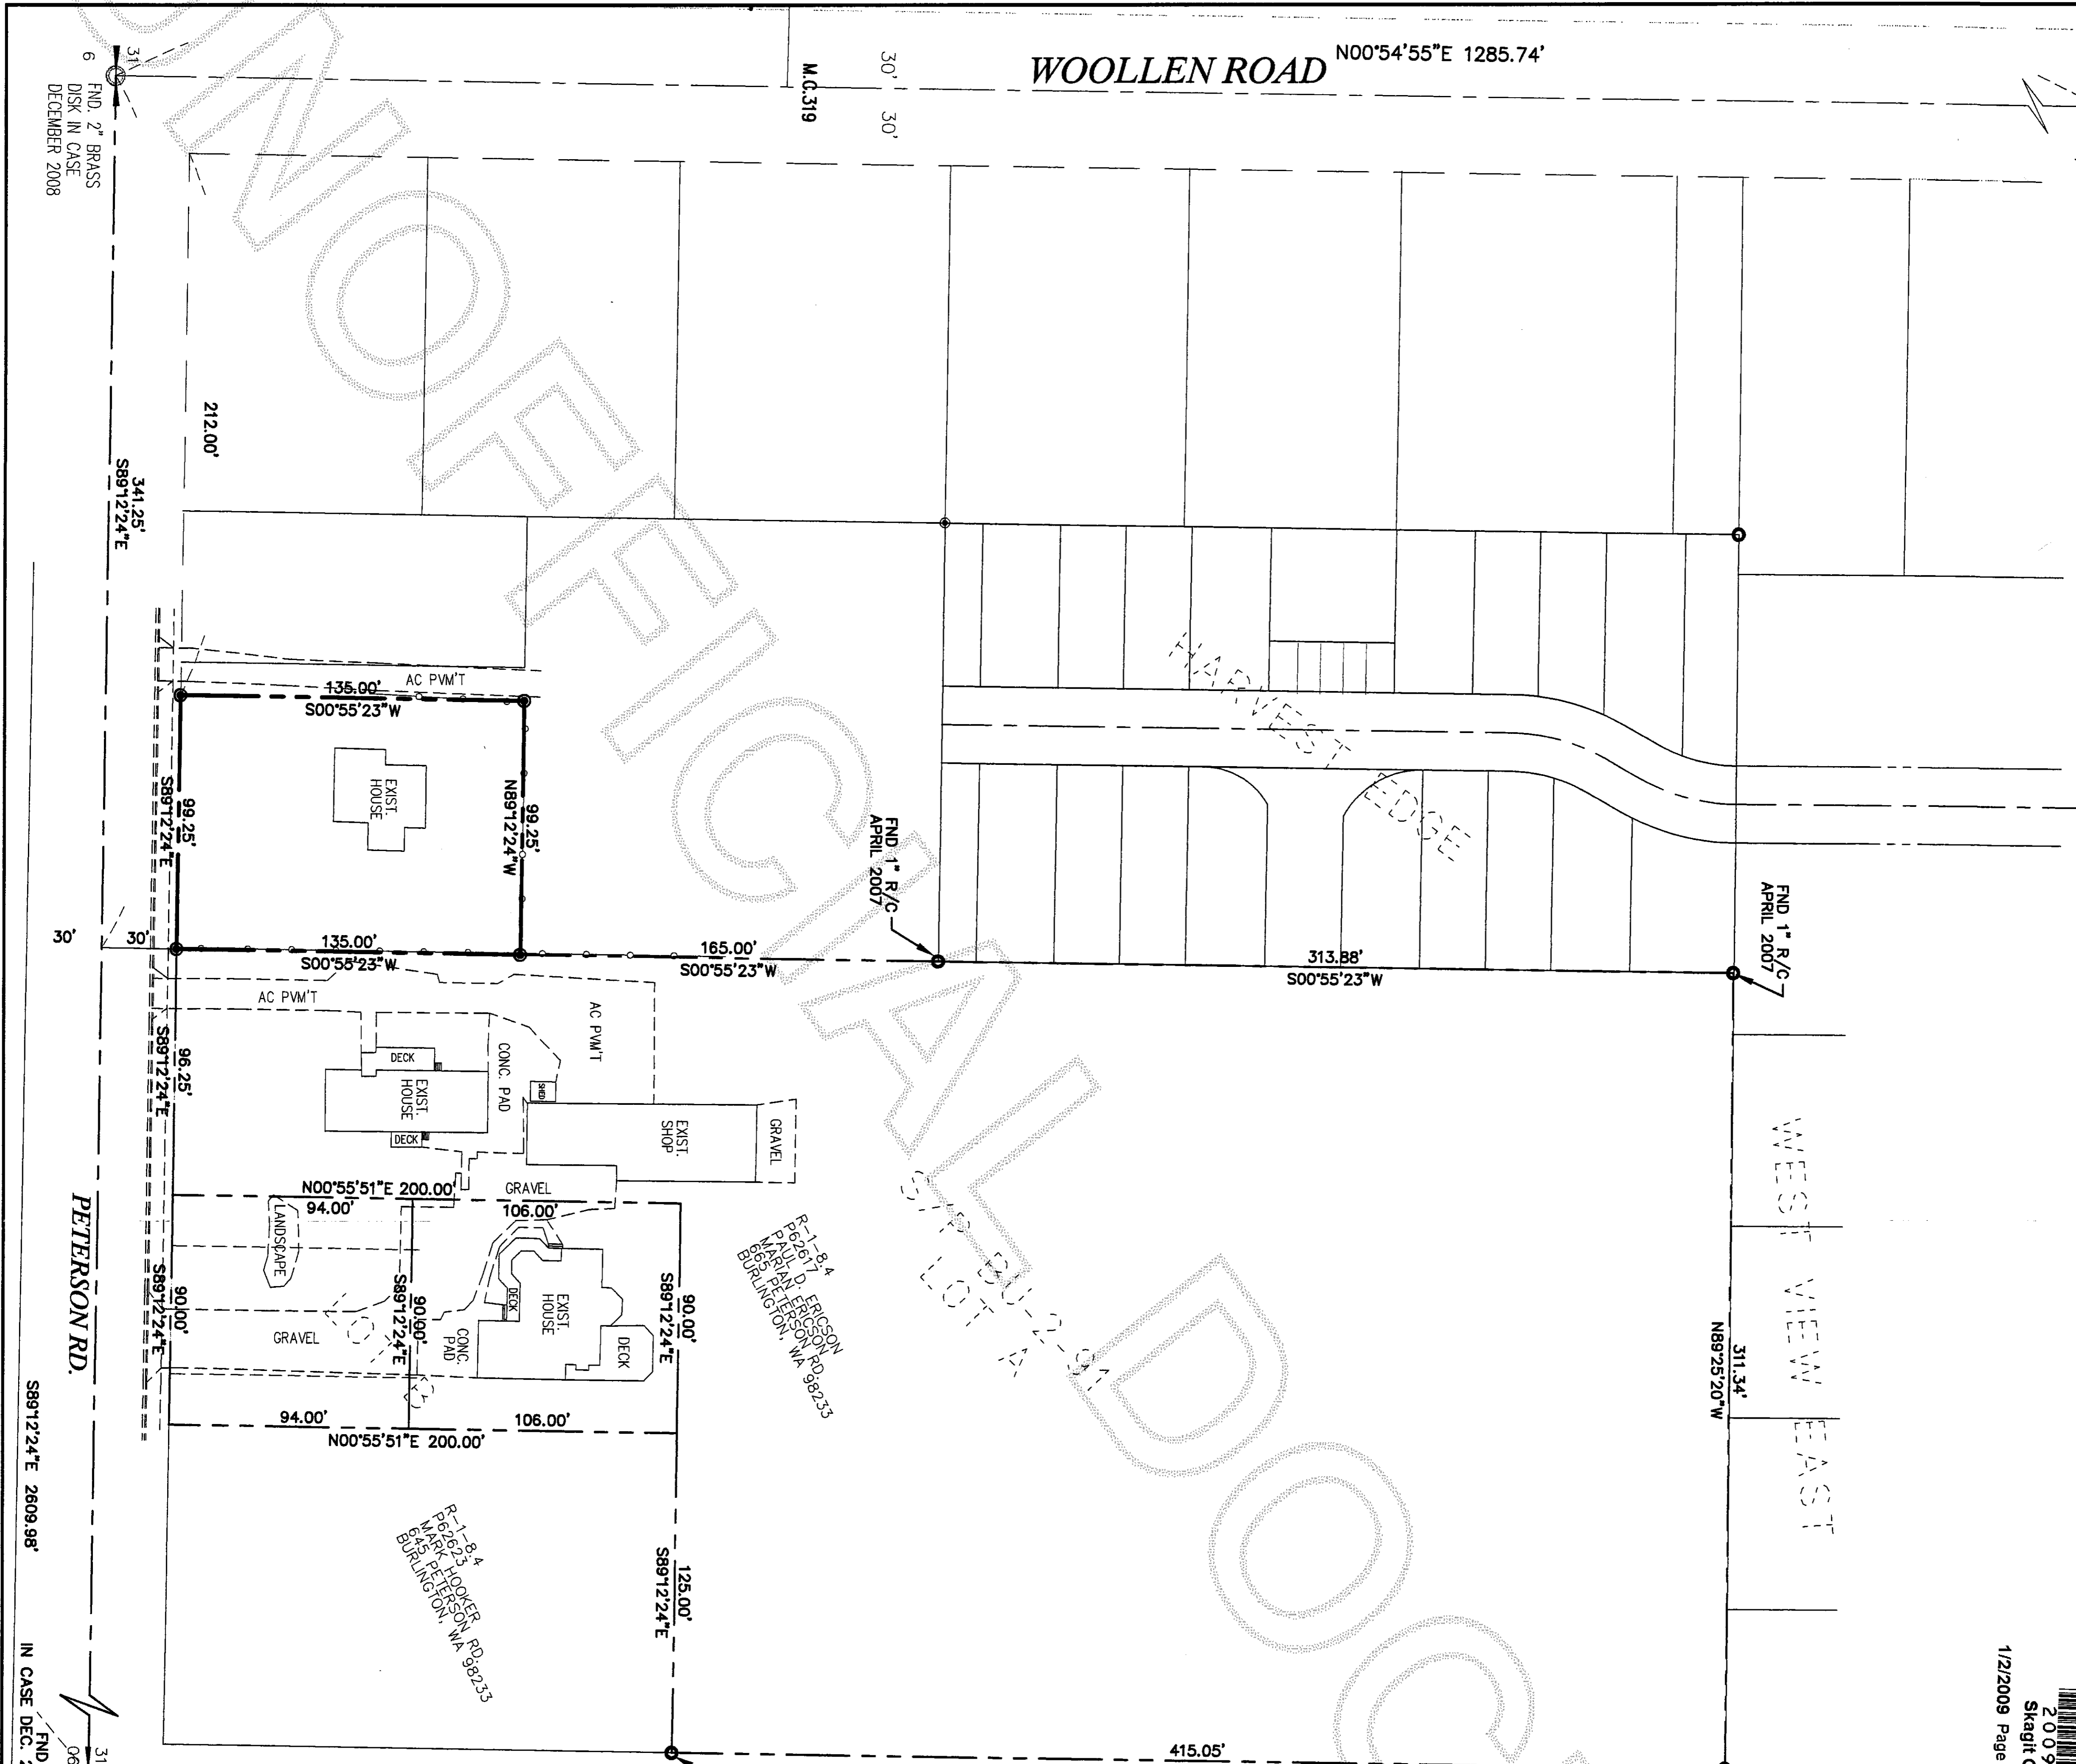 WOOLLEN ROAD N00°54'55"E 1285.74'
30'
30'
M.C.319
31
6
FND. 2" BRASS
DISK IN CASE
DECEMBER 2008
212.00'
341.25'
S89°12'24"E
AC PVM'T
135.00'
S00°55'23"W
EXIST.
HOUSE
99.25'
N89°12'24"W
99.25'
S89°12'24"E
HARVEST EDGE
FND 1" R/C
APRIL 2007
FND 1" R/C
APRIL 2007
30'
30'
135.00'
S00°55'23"W
165.00'
S00°55'23"W
313.88'
S00°55'23"W
AC PVM'T
AC PVM'T
96.25'
S89°12'24"E
DECK
EXIST.
HOUSE
DECK
CONC. PAD
SHED
EXIST.
SHOP
GRAVEL
GRAVEL
N00°55'51"E 200.00'
94.00'
106.00'
LANDSCAPE
90.00'
S89°12'24"E
90.00'
S89°12'24"E
90.00'
S89°12'24"E
GRAVEL
CONC.
PAD
DECK
EXIST.
HOUSE
DECK
94.00'
106.00'
N00°55'51"E 200.00'
R-1-8.4
P62617
PAUL D. ERICSON
MARIAN ERICSON
665 PETERSON RD.
BURLINGTON, WA 98233
LOT A
WEST VIEW EAST
311.34'
N89°25'20"W
PETERSON RD.
S89°12'24"E 2609.98'
R-1-8.4
P62623
MARK HOOKER
645 PETERSON RD.
BURLINGTON, WA 98233
125.00'
S89°12'24"E
415.05'
31
FND
IN CASE DEC.
2009
Skagit
1/2/2009 Page
UNOFFICIAL DOC